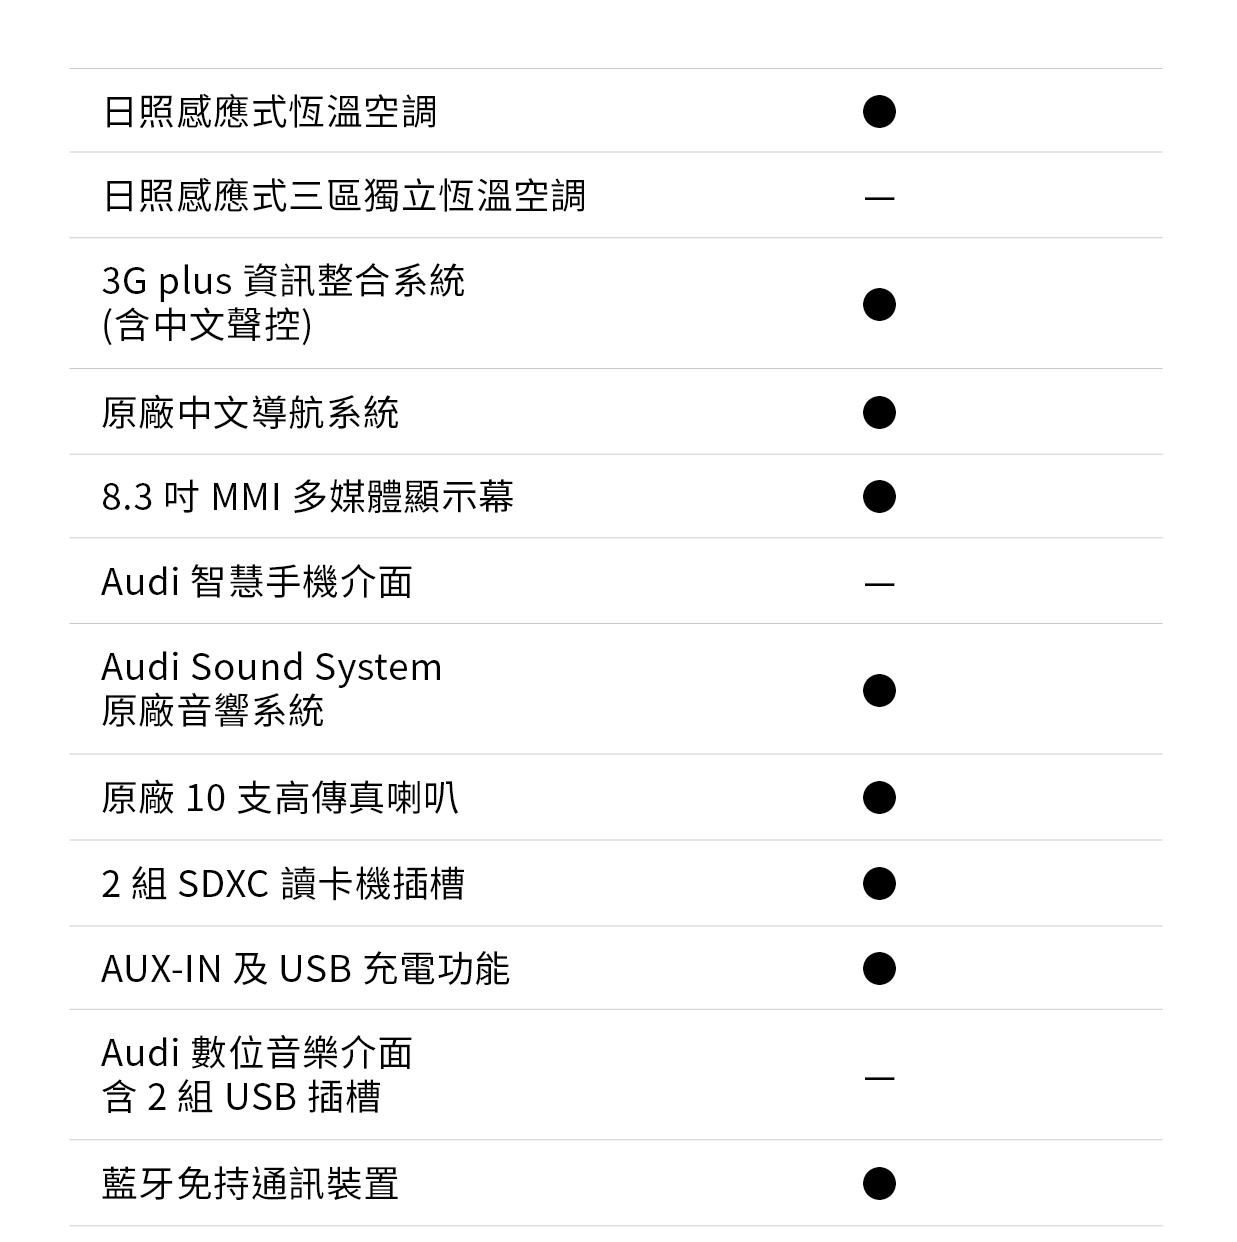 日照感應式恆溫空調 ●
日照感應式三區獨立恆溫空調 —
3G plus 資訊整合系統
(含中文聲控) ●
原廠中文導航系統 ●
8.3 吋 MMI 多媒體顯示幕 ●
Audi 智慧手機介面 —
Audi Sound System
原廠音響系統 ●
原廠 10 支高傳真喇叭 ●
2 組 SDXC 讀卡機插槽 ●
AUX-IN 及 USB 充電功能 ●
Audi 數位音樂介面
含 2 組 USB 插槽 —
藍牙免持通訊裝置 ●